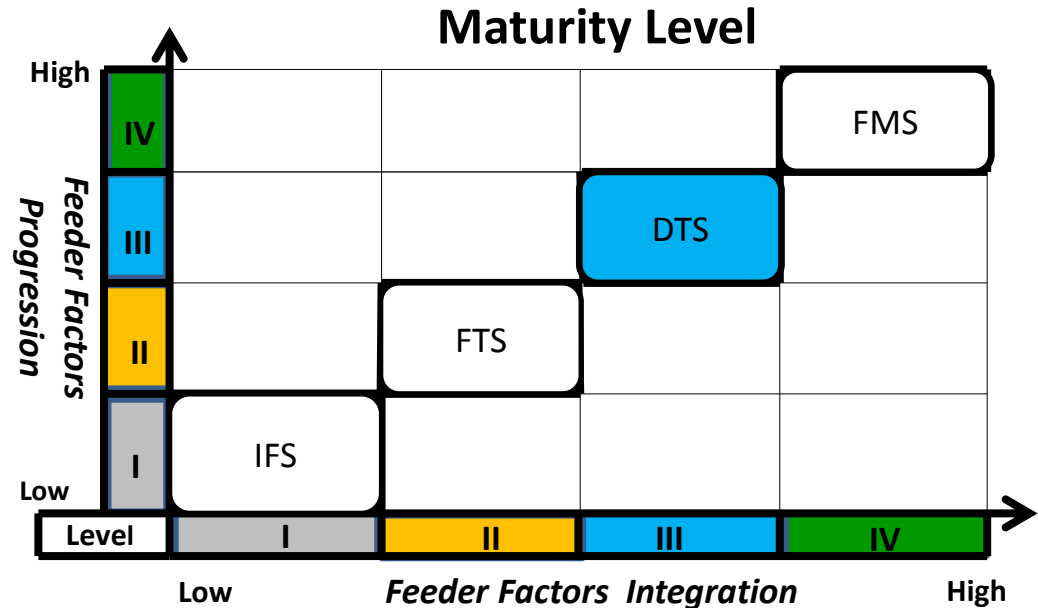 Maturity Level
High
IV
FMS
III
DTS
Feeder Factors
Progression
II
FTS
I
IFS
Low
Level
I
II
III
IV
Low
Feeder Factors Integration
High